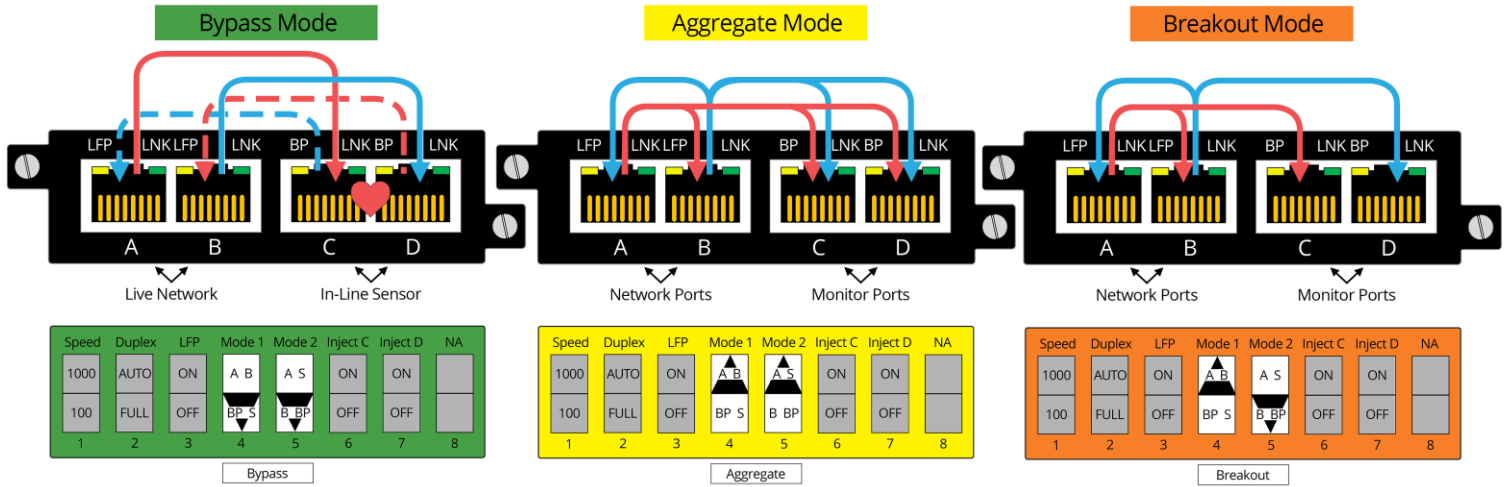 Bypass Mode
LFP LNK LFP LNK BP LNK BP LNK
A B C D
Live Network In-Line Sensor
Speed Duplex LFP Mode 1 Mode 2 Inject C Inject D NA
1000 AUTO ON A B A S ON ON
100 FULL OFF BP S B BP OFF OFF
1 2 3 4 5 6 7 8
Bypass
Aggregate Mode
LFP LNK LFP LNK BP LNK BP LNK
A B C D
Network Ports Monitor Ports
Speed Duplex LFP Mode 1 Mode 2 Inject C Inject D NA
1000 AUTO ON A B A S ON ON
100 FULL OFF BP S B BP OFF OFF
1 2 3 4 5 6 7 8
Aggregate
Breakout Mode
LFP LNK LFP LNK BP LNK BP LNK
A B C D
Network Ports Monitor Ports
Speed Duplex LFP Mode 1 Mode 2 Inject C Inject D NA
1000 AUTO ON A B A S ON ON
100 FULL OFF BP S B BP OFF OFF
1 2 3 4 5 6 7 8
Breakout